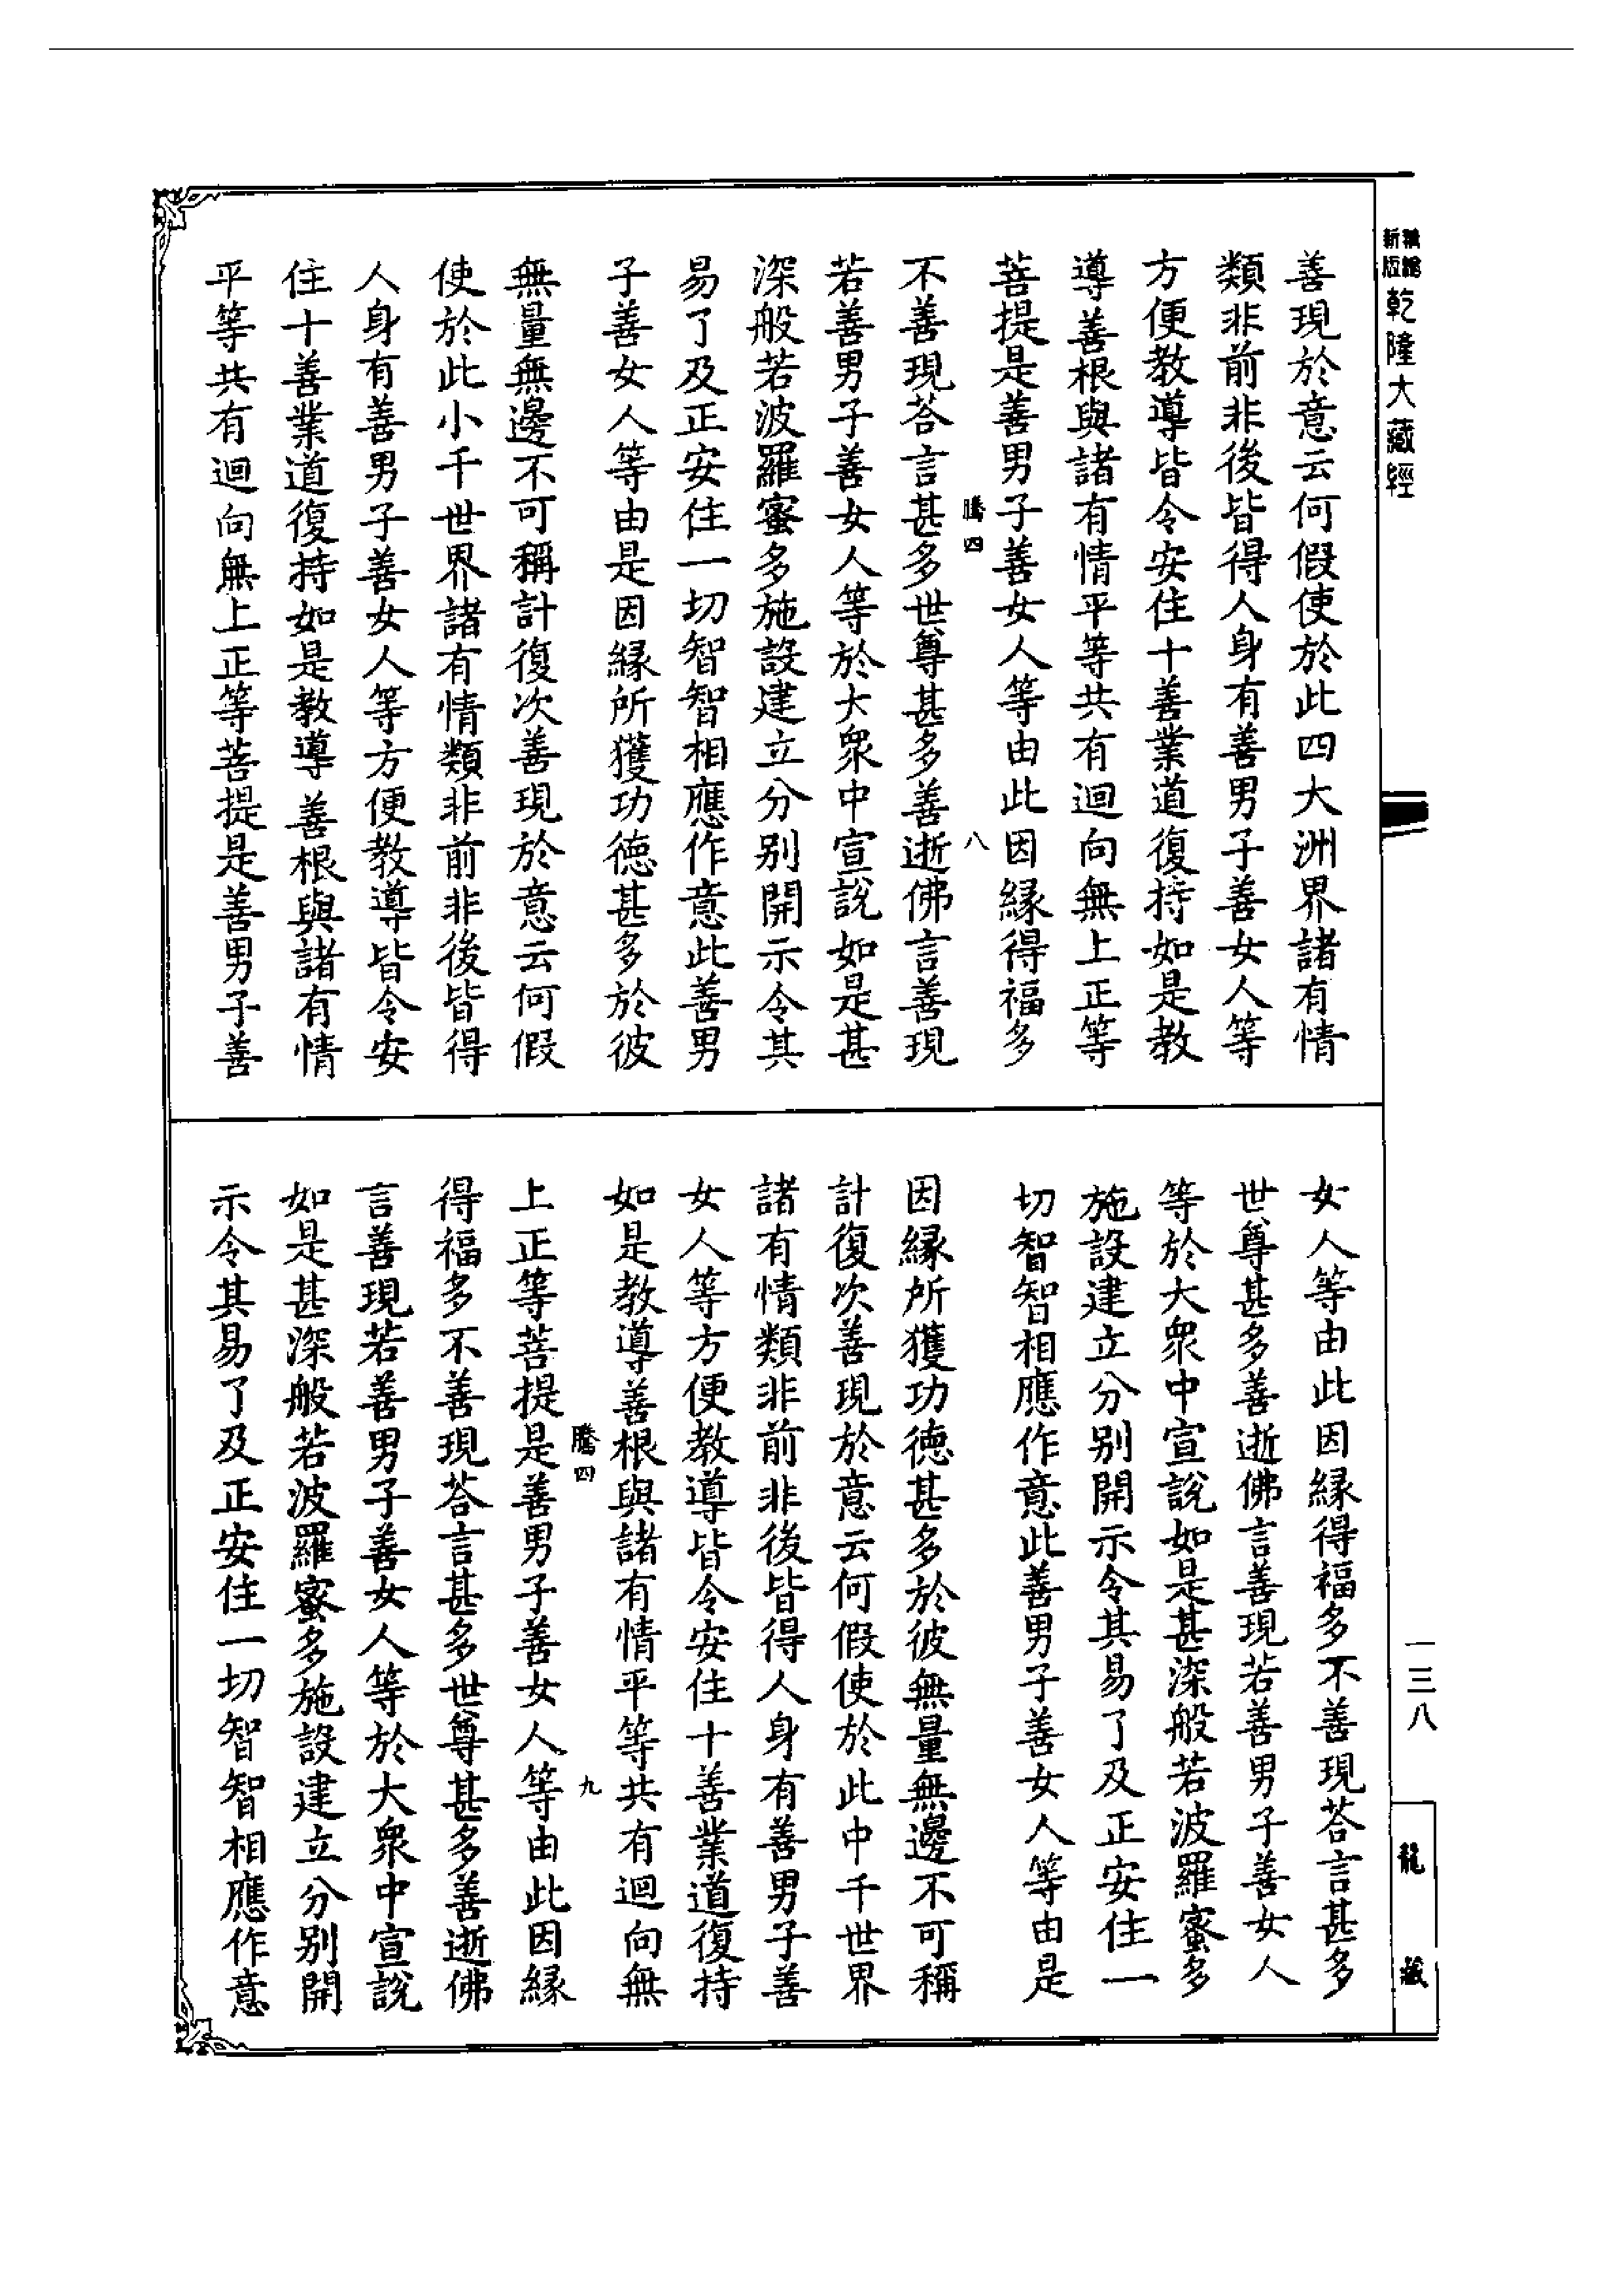 新編縮版乾隆大藏經
善現於意云何假使於此四大洲界諸有情
類非前非後皆得人身有善男子善女人等
方便教導皆令安住十善業道復持如是教
導善根與諸有情平等共有迴向無上正等
菩提是善男子善女人等由此因緣得福多
騰四 八
不善現荅言甚多世尊甚多善逝佛言善現
若善男子善女人等於大衆中宣說如是甚
深般若波羅蜜多施設建立分別開示令其
易了及正安住一切智智相應作意此善男
子善女人等由是因緣所獲功德甚多於彼
無量無邊不可稱計復次善現於意云何假
使於此小千世界諸有情類非前非後皆得
人身有善男子善女人等方便教導皆令安
住十善業道復持如是教導善根與諸有情
平等共有迴向無上正等菩提是善男子善
女人等由此因緣得福多不善現荅言甚多
世尊甚多善逝佛言善現若善男子善女人
等於大衆中宣說如是甚深般若波羅蜜多
施設建立分別開示令其易了及正安住一
切智智相應作意此善男子善女人等由是
因緣所獲功德甚多於彼無量無邊不可稱
計復次善現於意云何假使於此中千世界
諸有情類非前非後皆得人身有善男子善
女人等方便教導皆令安住十善業道復持
如是教導善根與諸有情平等共有迴向無
騰四 九
上正等菩提是善男子善女人等由此因緣
得福多不善現荅言甚多世尊甚多善逝佛
言善現若善男子善女人等於大衆中宣說
如是甚深般若波羅蜜多施設建立分別開
示令其易了及正安住一切智智相應作意
一三八
龍藏